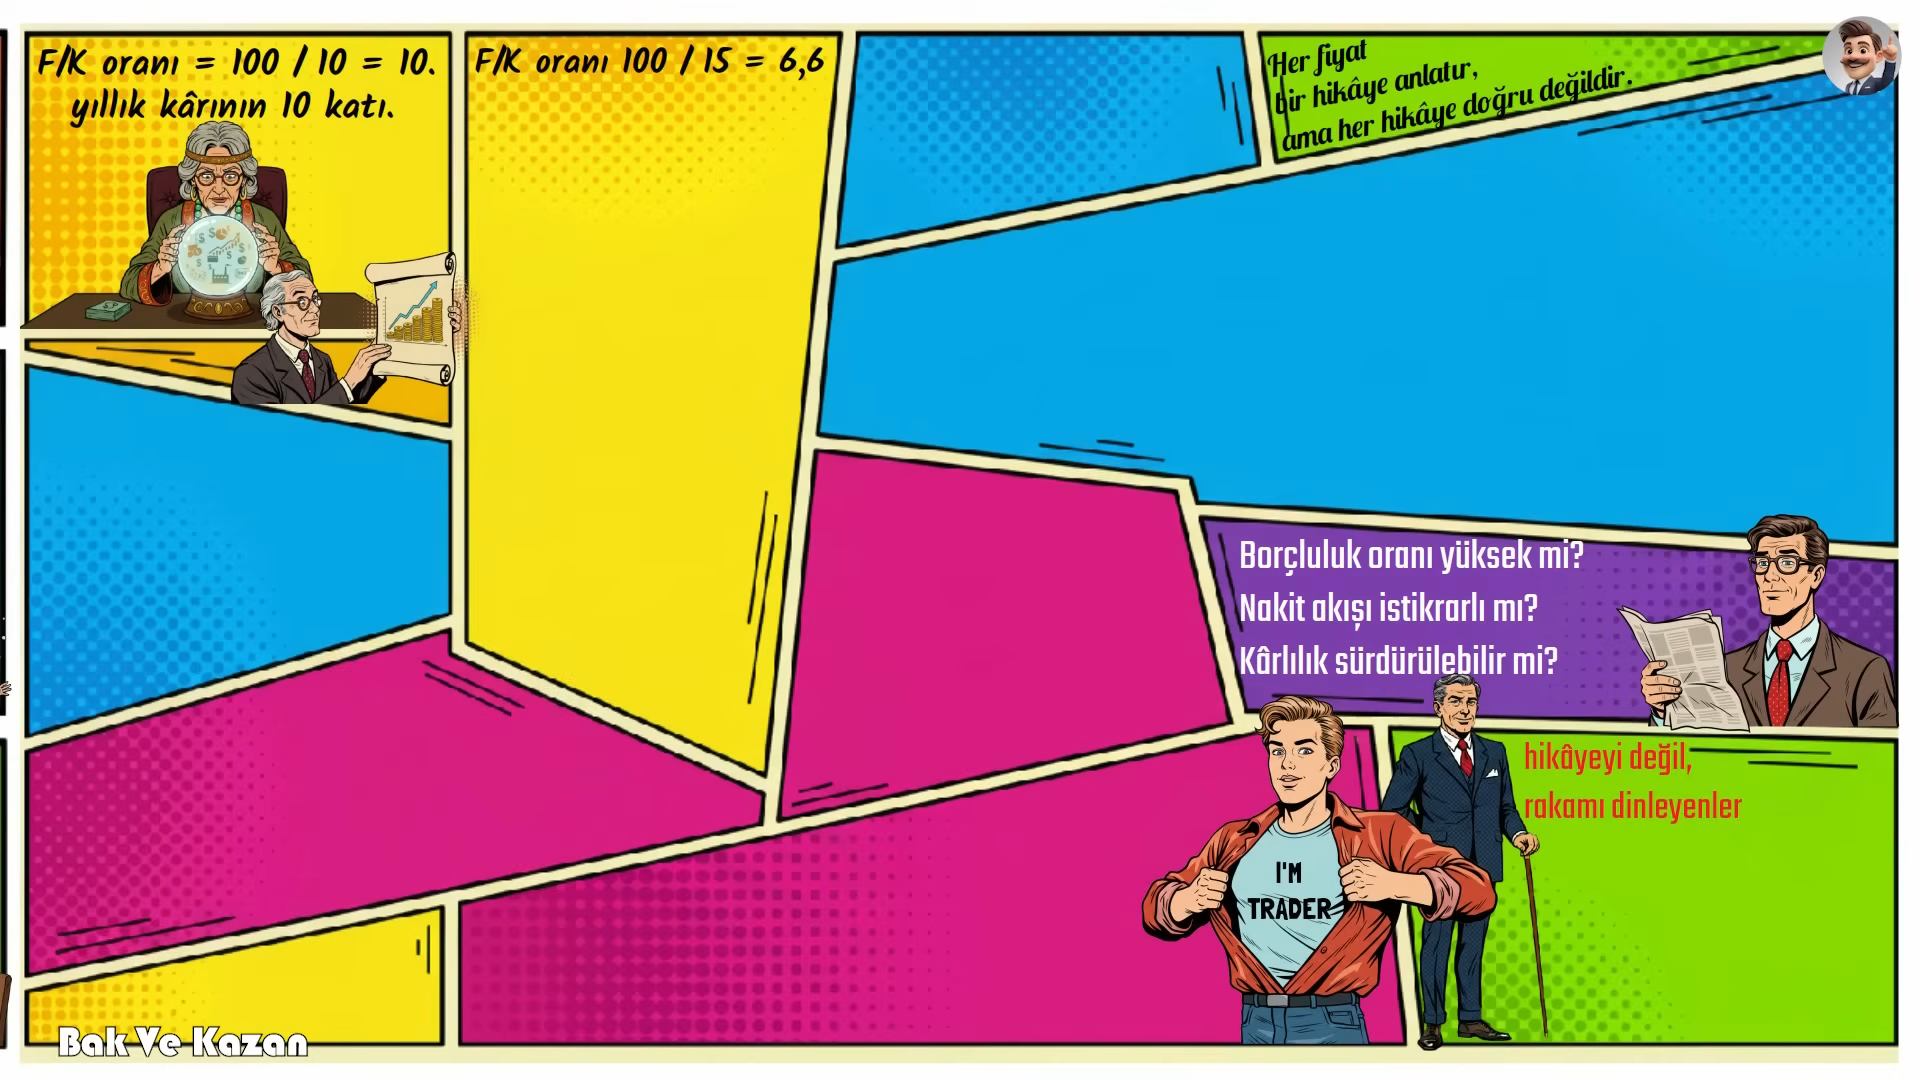 F/K oranı = 100 / 10 = 10.
yıllık kârının 10 katı.
F/K oranı 100 / 15 = 6,6
Her fiyat
bir hikâye anlatır,
ama her hikâye doğru değildir.
Borçluluk oranı yüksek mi?
Nakit akışı istikrarlı mı?
Kârlılık sürdürülebilir mi?
hikâyeyi değil,
rakamı dinleyenler
I'M
TRADER
Bak Ve Kazan